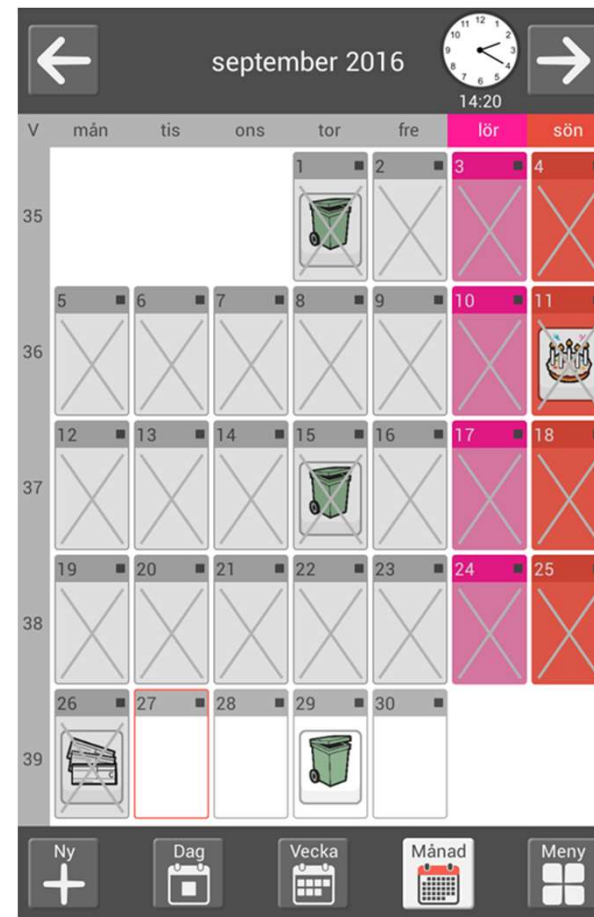 september 2016
14:20
V mån tis ons tor fre lör sön
35
1 2 3 4
36
5 6 7 8 9 10 11
37
12 13 14 15 16 17 18
38
19 20 21 22 23 24 25
39
26 27 28 29 30
Ny Dag Vecka Månad Meny